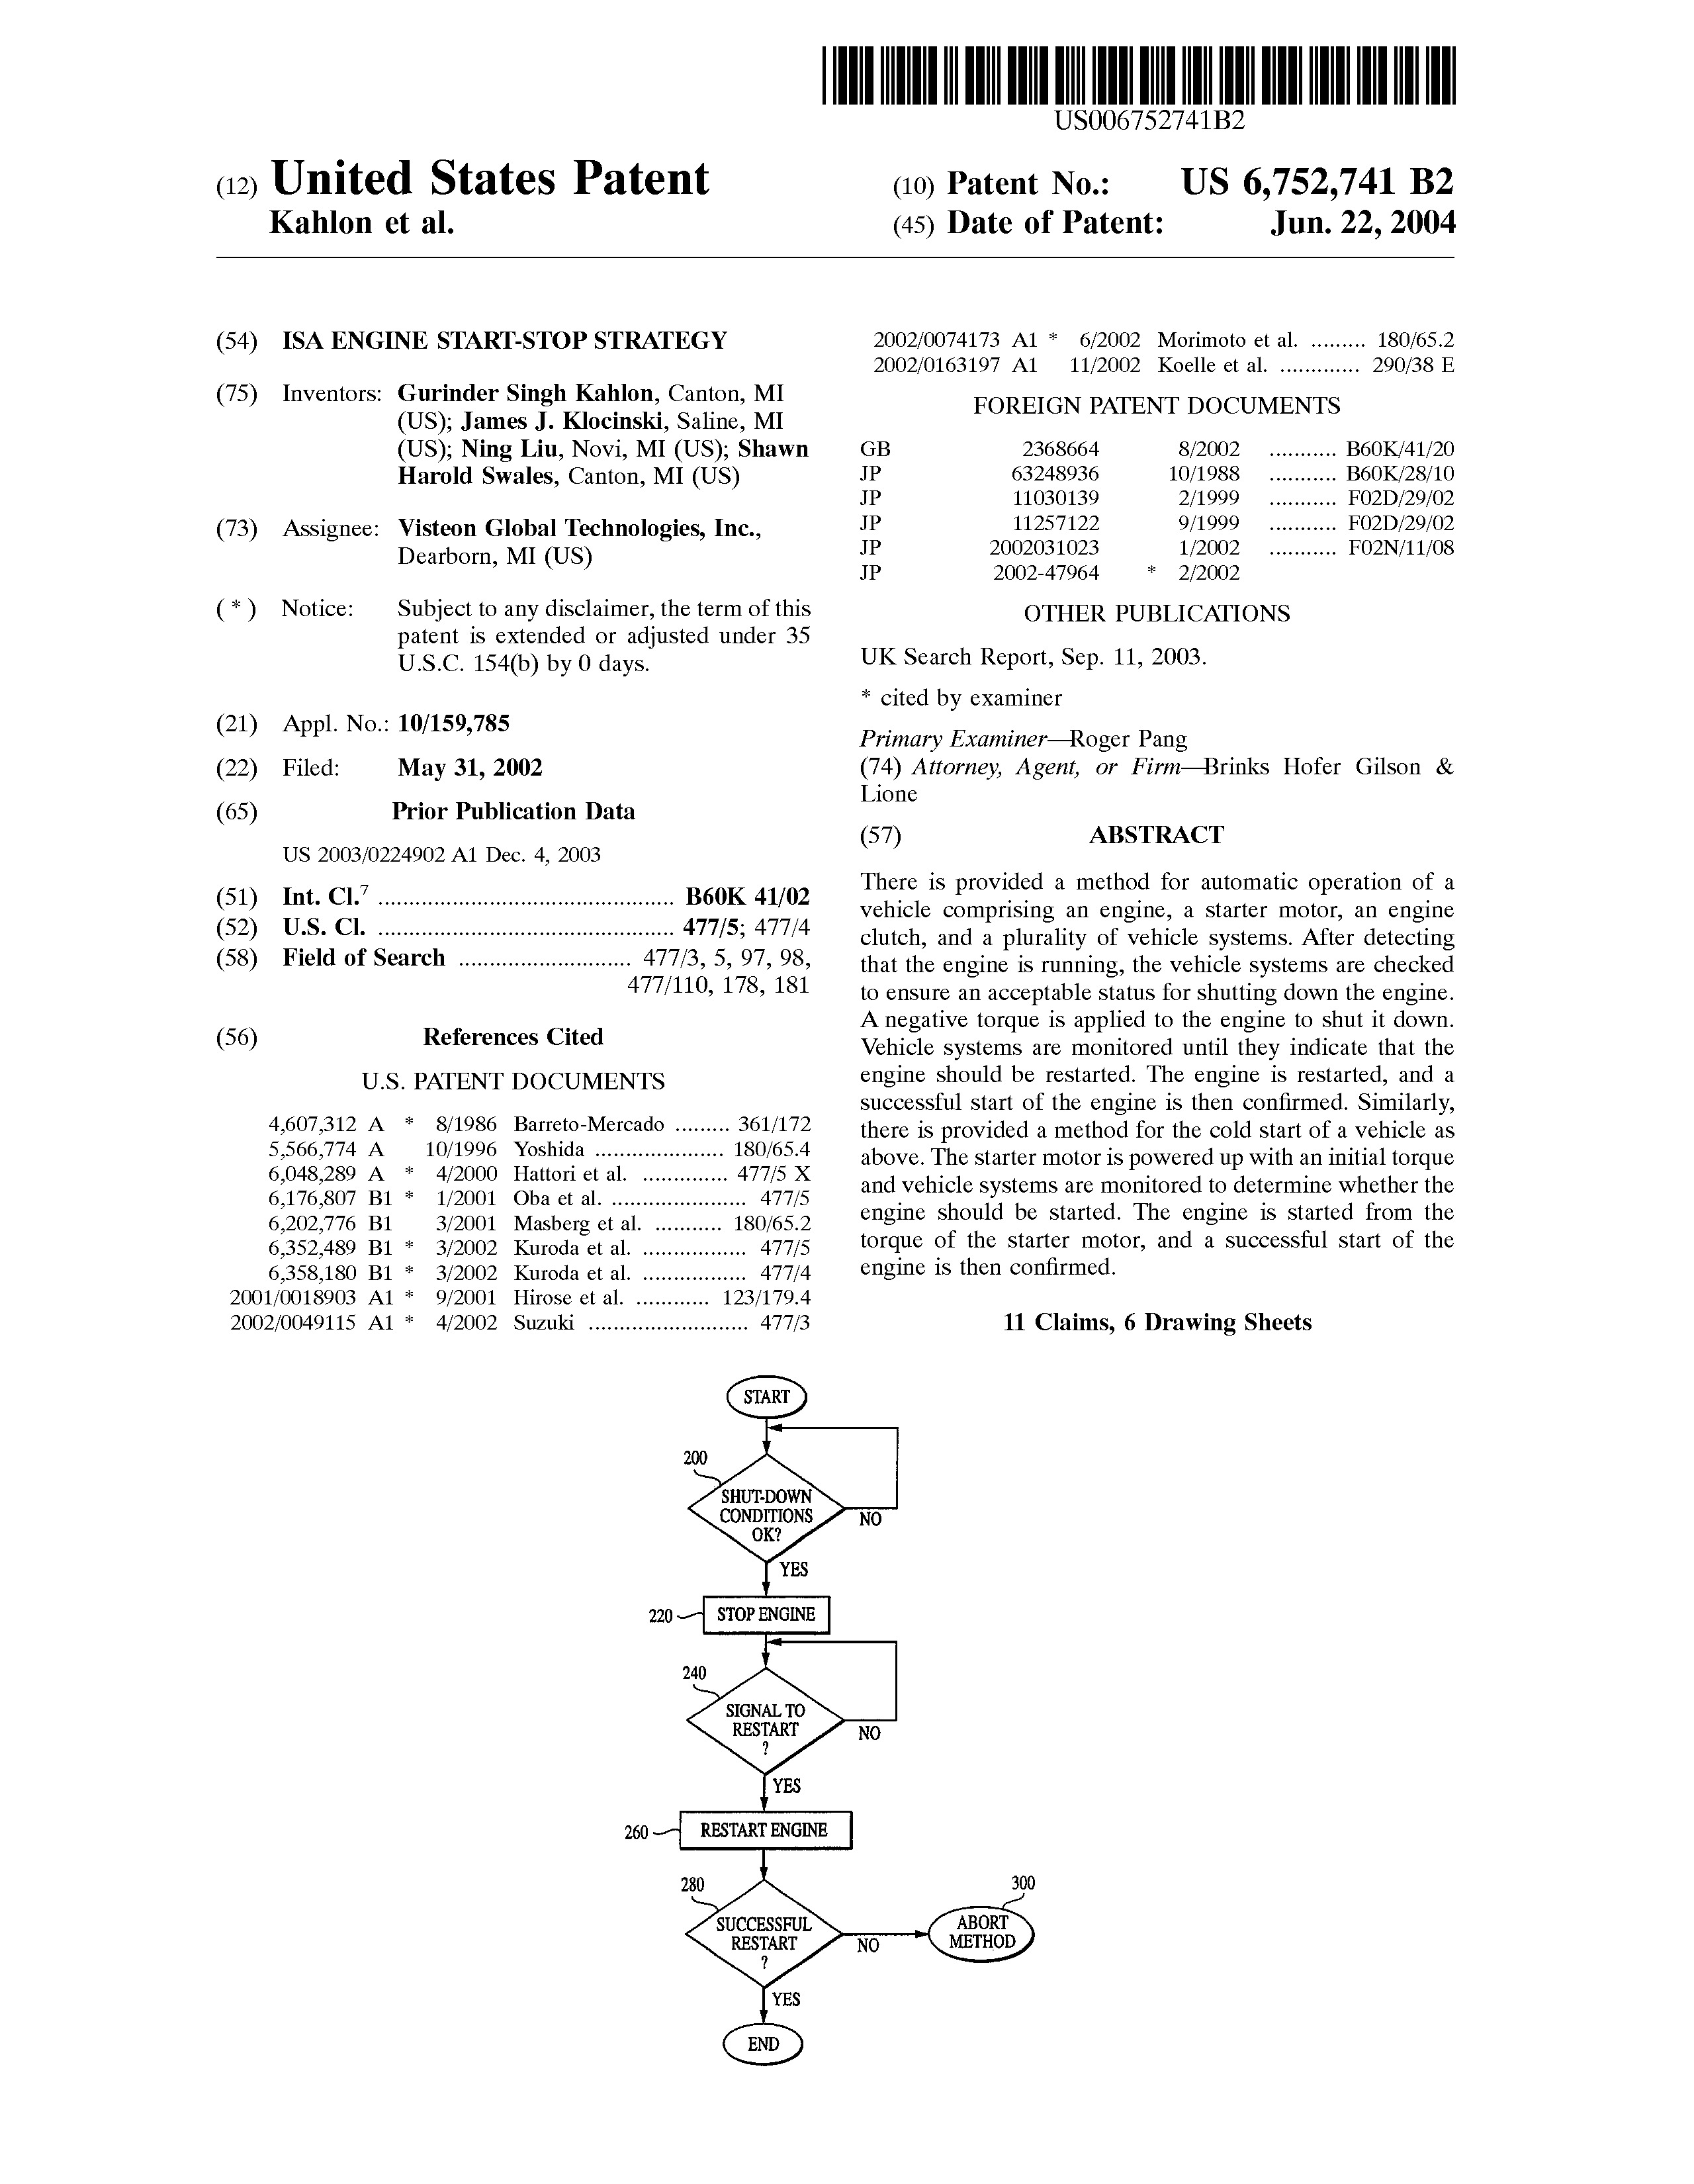 US006752741B2
(12) United States Patent
Kahlon et al.
(10) Patent No.: US 6,752,741 B2
(45) Date of Patent: Jun. 22, 2004
(54) ISA ENGINE START-STOP STRATEGY
(75) Inventors: Gurinder Singh Kahlon, Canton, MI
(US); James J. Klocinski, Saline, MI
(US); Ning Liu, Novi, MI (US); Shawn
Harold Swales, Canton, MI (US)
(73) Assignee: Visteon Global Technologies, Inc.,
Dearborn, MI (US)
( * ) Notice: Subject to any disclaimer, the term of this
patent is extended or adjusted under 35
U.S.C. 154(b) by 0 days.
(21) Appl. No.: 10/159,785
(22) Filed: May 31, 2002
(65) Prior Publication Data
US 2003/0224902 A1 Dec. 4, 2003
(51) Int. Cl.7 ............................................ B60K 41/02
(52) U.S. Cl. ............................................ 477/5; 477/4
(58) Field of Search ............................ 477/3, 5, 97, 98,
477/110, 178, 181
(56) References Cited
U.S. PATENT DOCUMENTS
4,607,312 A * 8/1986 Barreto-Mercado ......... 361/172
5,566,774 A 10/1996 Yoshida ..................... 180/65.4
6,048,289 A * 4/2000 Hattori et al. .............. 477/5 X
6,176,807 B1 * 1/2001 Oba et al. ...................... 477/5
6,202,776 B1 3/2001 Masberg et al. ........... 180/65.2
6,352,489 B1 * 3/2002 Kuroda et al. ................. 477/5
6,358,180 B1 * 3/2002 Kuroda et al. ................. 477/4
2001/0018903 A1 * 9/2001 Hirose et al. ............ 123/179.4
2002/0049115 A1 * 4/2002 Suzuki .......................... 477/3
2002/0074173 A1 * 6/2002 Morimoto et al. ......... 180/65.2
2002/0163197 A1 11/2002 Koelle et al. ............. 290/38 E
FOREIGN PATENT DOCUMENTS
GB 2368664 8/2002 ........... B60K/41/20
JP 63248936 10/1988 ........... B60K/28/10
JP 11030139 2/1999 ........... F02D/29/02
JP 11257122 9/1999 ........... F02D/29/02
JP 2002031023 1/2002 ........... F02N/11/08
JP 2002-47964 * 2/2002
OTHER PUBLICATIONS
UK Search Report, Sep. 11, 2003.
* cited by examiner
Primary Examiner—Roger Pang
(74) Attorney, Agent, or Firm—Brinks Hofer Gilson &
Lione
(57) ABSTRACT
There is provided a method for automatic operation of a
vehicle comprising an engine, a starter motor, an engine
clutch, and a plurality of vehicle systems. After detecting
that the engine is running, the vehicle systems are checked
to ensure an acceptable status for shutting down the engine.
A negative torque is applied to the engine to shut it down.
Vehicle systems are monitored until they indicate that the
engine should be restarted. The engine is restarted, and a
successful start of the engine is then confirmed. Similarly,
there is provided a method for the cold start of a vehicle as
above. The starter motor is powered up with an initial torque
and vehicle systems are monitored to determine whether the
engine should be started. The engine is started from the
torque of the starter motor, and a successful start of the
engine is then confirmed.
11 Claims, 6 Drawing Sheets
START
200
SHUT-DOWN
CONDITIONS
OK?
NO
YES
220
STOP ENGINE
240
SIGNAL TO
RESTART
?
NO
YES
260
RESTART ENGINE
280
SUCCESSFUL
RESTART
?
NO
300
ABORT
METHOD
YES
END